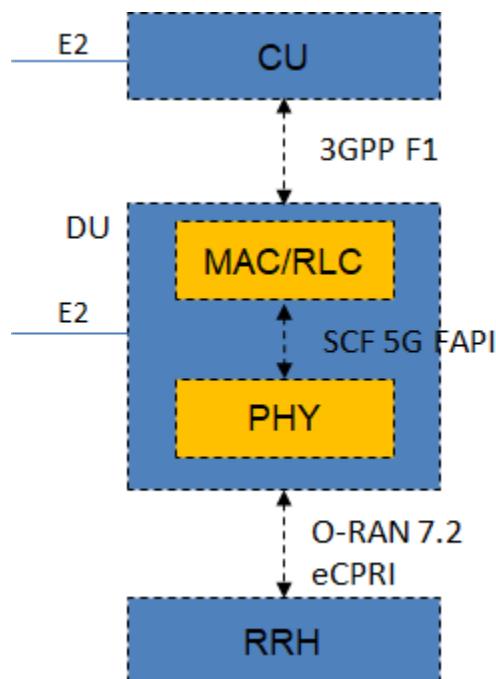 E2
CU
3GPP F1
DU
MAC/RLC
E2
SCF 5G FAPI
PHY
O-RAN 7.2
eCPRI
RRH